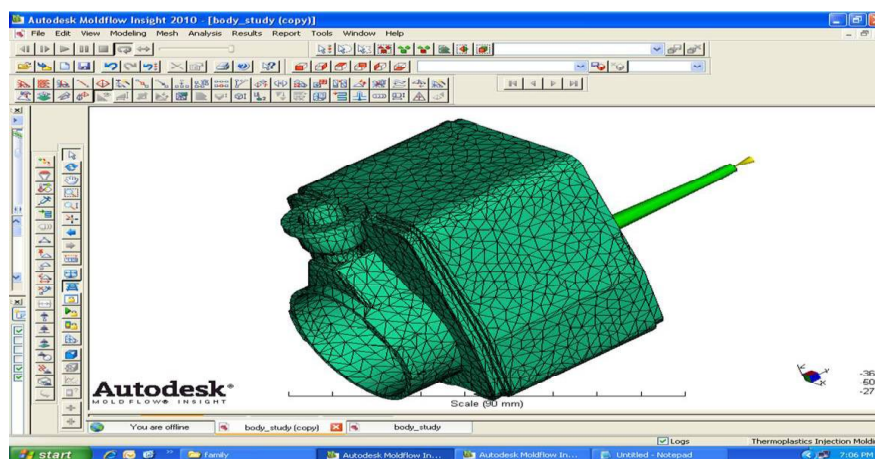 Autodesk Moldflow Insight 2010 - [body_study (copy)]
File Edit View Modeling Mesh Analysis Results Report Tools Window Help
-36
60
-27
Autodesk®
MOLDFLOW® INSIGHT
Scale (90 mm)
You are offline
body_study (copy)
body_study
Logs
Thermoplastics Injection Moldi
start
family
Autodesk Moldflow In...
Autodesk Moldflow In...
Untitled - Notepad
7:06 PM